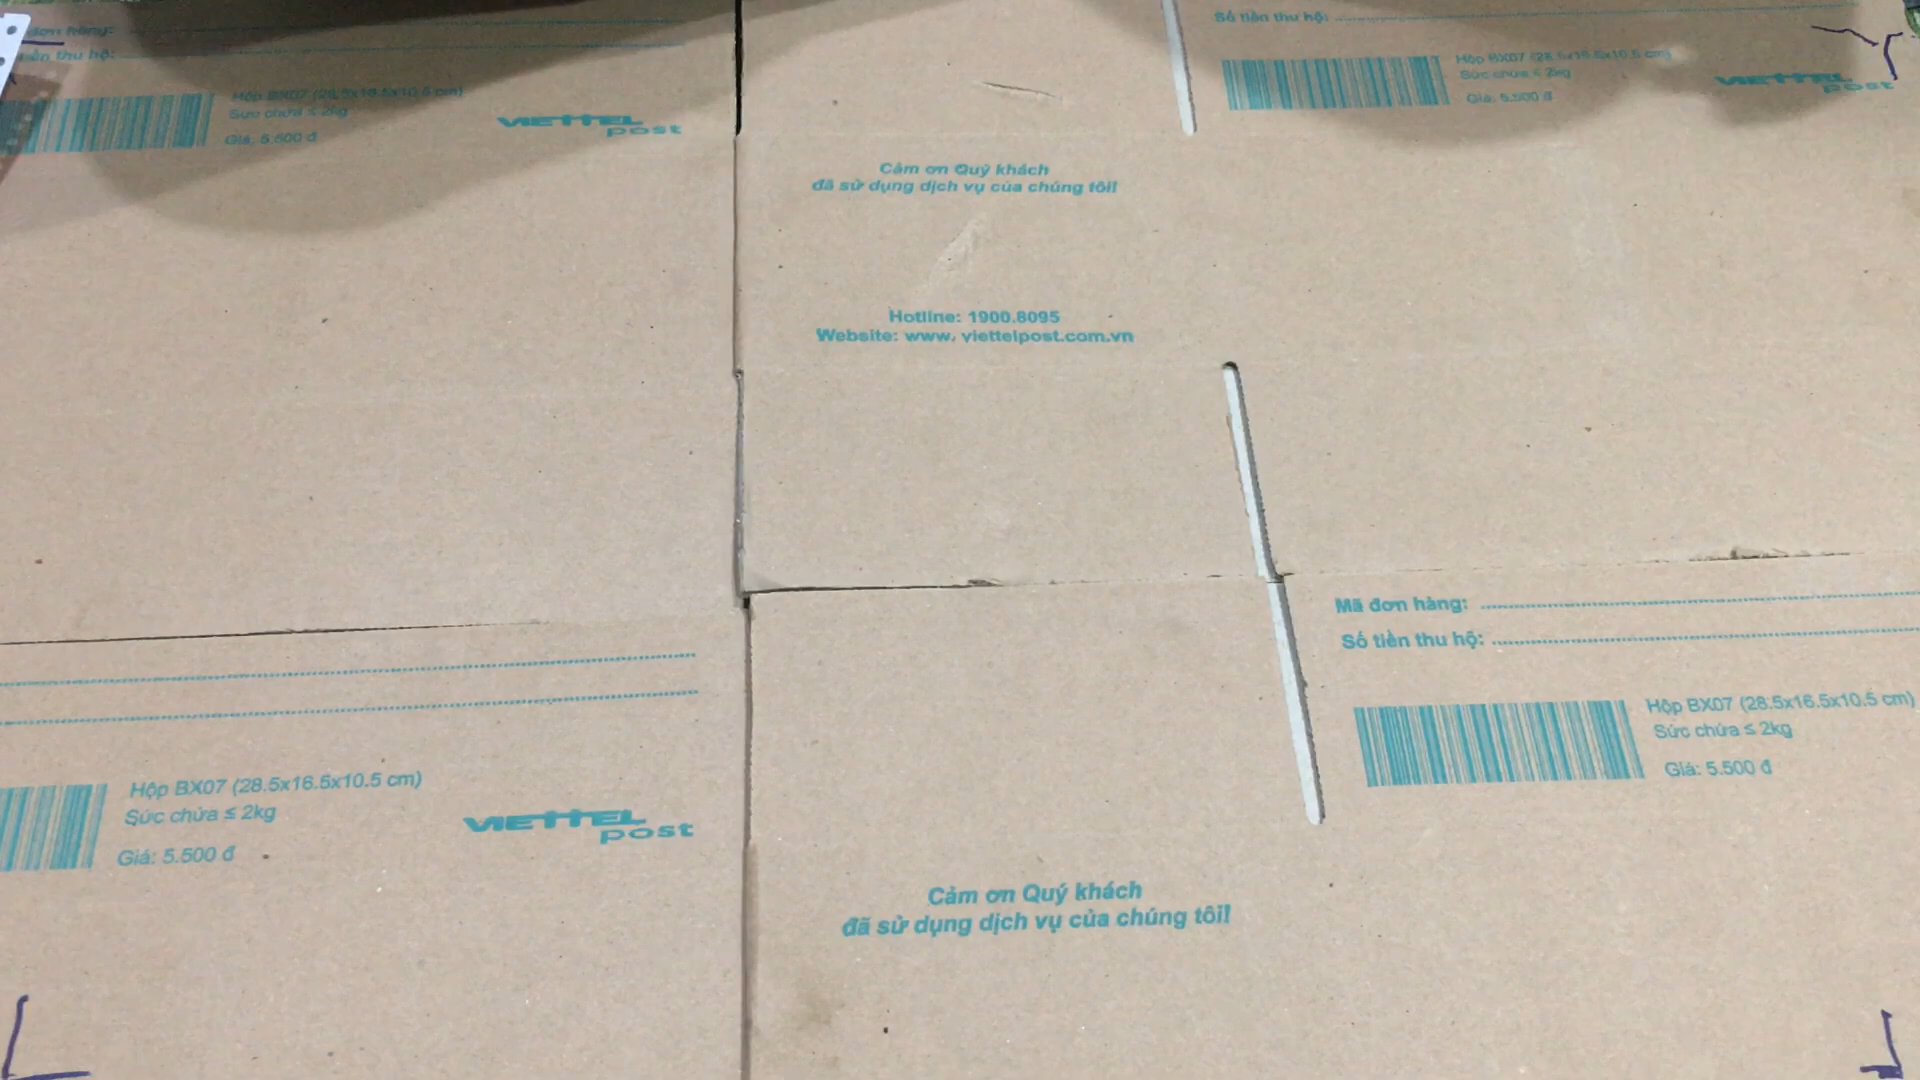 đơn hàng:
tiền thu hộ:
Hộp BX07 (28.5x16.5x10.5 cm)
Sức chứa ≤ 2kg
Giá: 5.500 đ
VIETTEL
post
Số tiền thu hộ:
Hộp BX07 (28.5x16.5x10.5 cm)
Sức chứa ≤ 2kg
Giá: 5.500 đ
VIETTEL
post
Cảm ơn Quý khách
đã sử dụng dịch vụ của chúng tôi!
Hotline: 1900.8095
Website: www. viettelpost.com.vn
Mã đơn hàng:
Số tiền thu hộ:
Hộp BX07 (28.5x16.5x10.5 cm)
Sức chứa ≤ 2kg
Giá: 5.500 đ
Hộp BX07 (28.5x16.5x10.5 cm)
Sức chứa ≤ 2kg
Giá: 5.500 đ
VIETTEL
post
Cảm ơn Quý khách
đã sử dụng dịch vụ của chúng tôi!